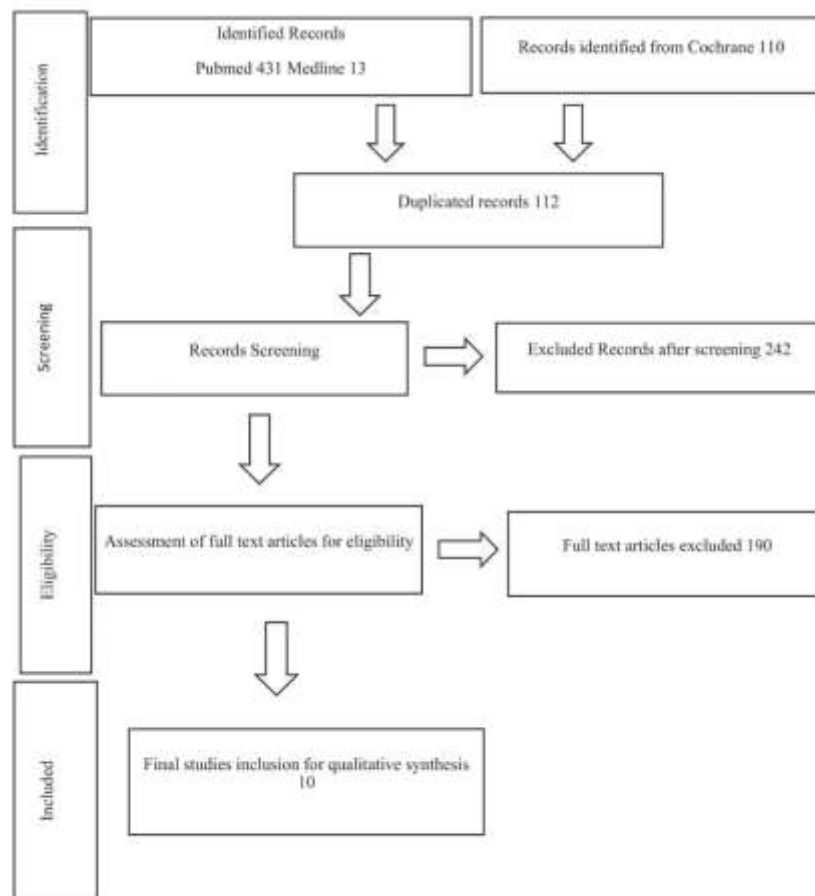 Identification
Identified Records
Pubmed 431 Medline 13
Records identified from Cochrane 110
Duplicated records 112
Screening
Records Screening
Excluded Records after screening 242
Eligibility
Assessment of full text articles for eligibility
Full text articles excluded 190
Included
Final studies inclusion for qualitative synthesis
10